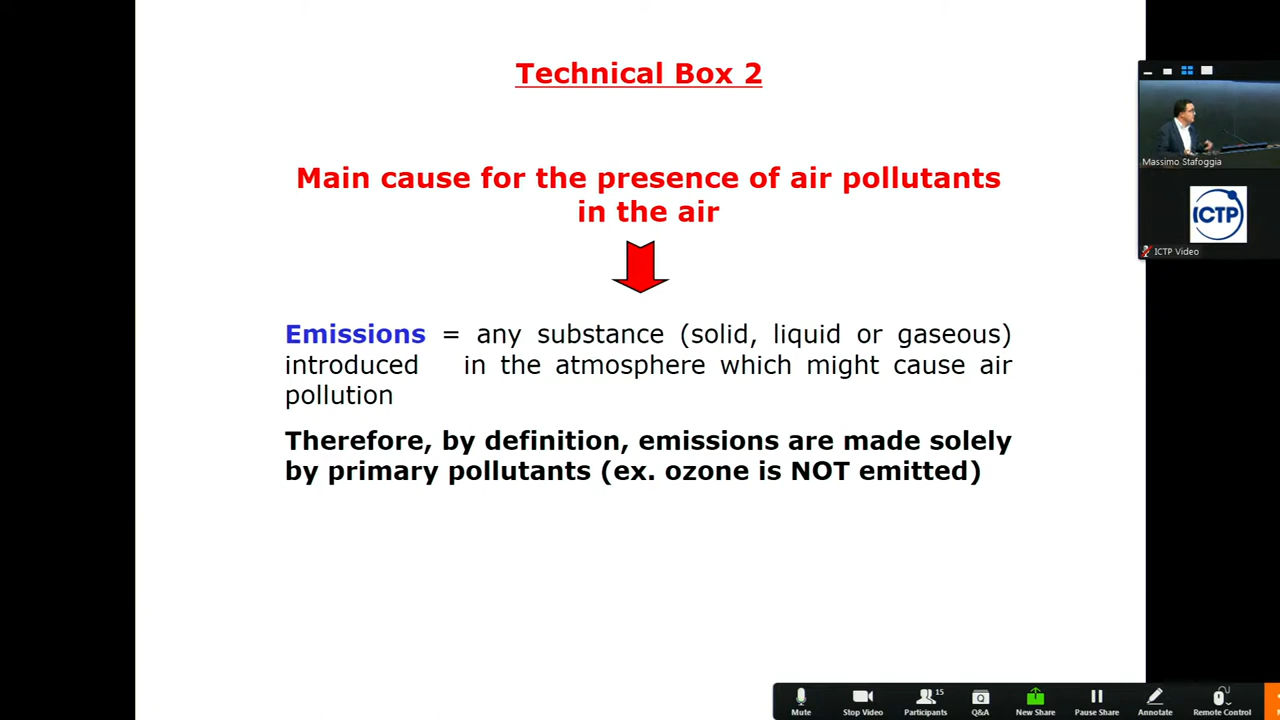 Technical Box 2
Main cause for the presence of air pollutants
in the air
Emissions = any substance (solid, liquid or gaseous)
introduced in the atmosphere which might cause air
pollution
Therefore, by definition, emissions are made solely
by primary pollutants (ex. ozone is NOT emitted)
Massimo Stafoggia
ICTP
ICTP Video
15
Mute
Stop Video
Participants
Q&A
New Share
Pause Share
Annotate
Remote Control